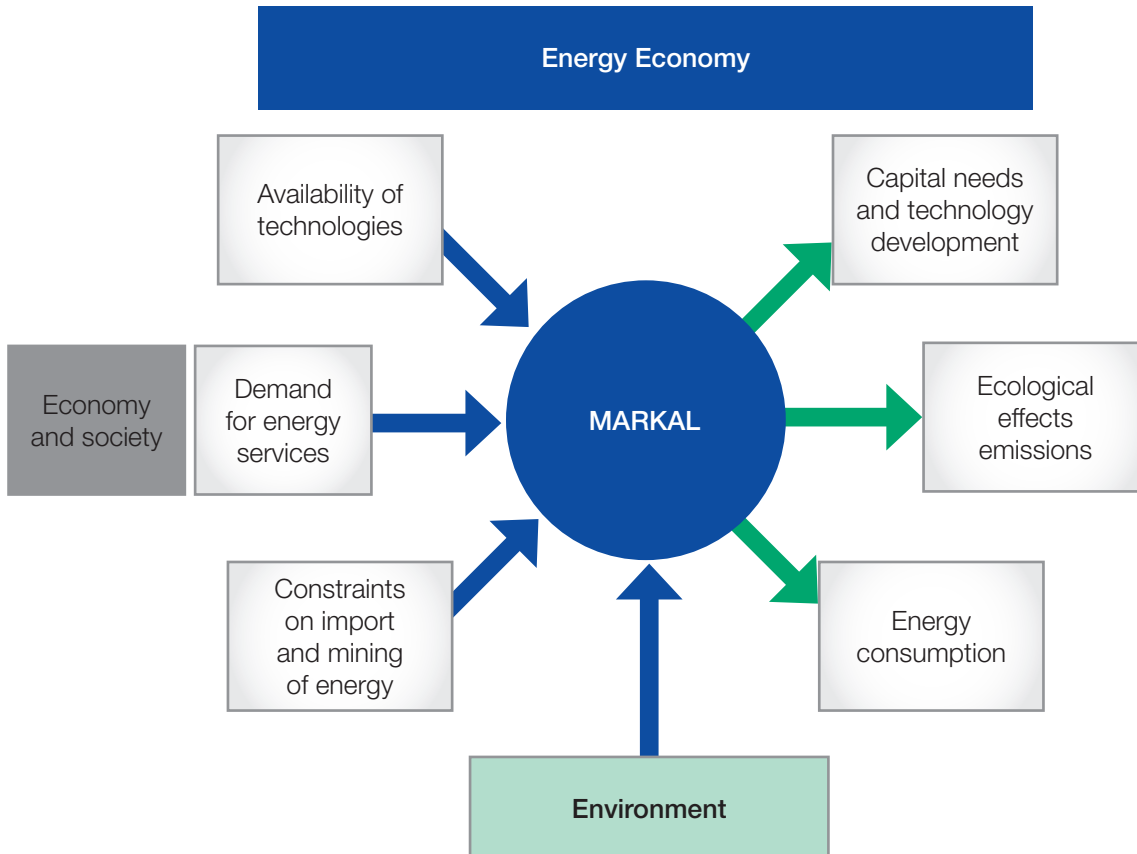 Energy Economy
Availability of
technologies
Capital needs
and technology
development
Economy
and society
Demand
for energy
services
MARKAL
Ecological
effects
emissions
Constraints
on import
and mining
of energy
Energy
consumption
Environment